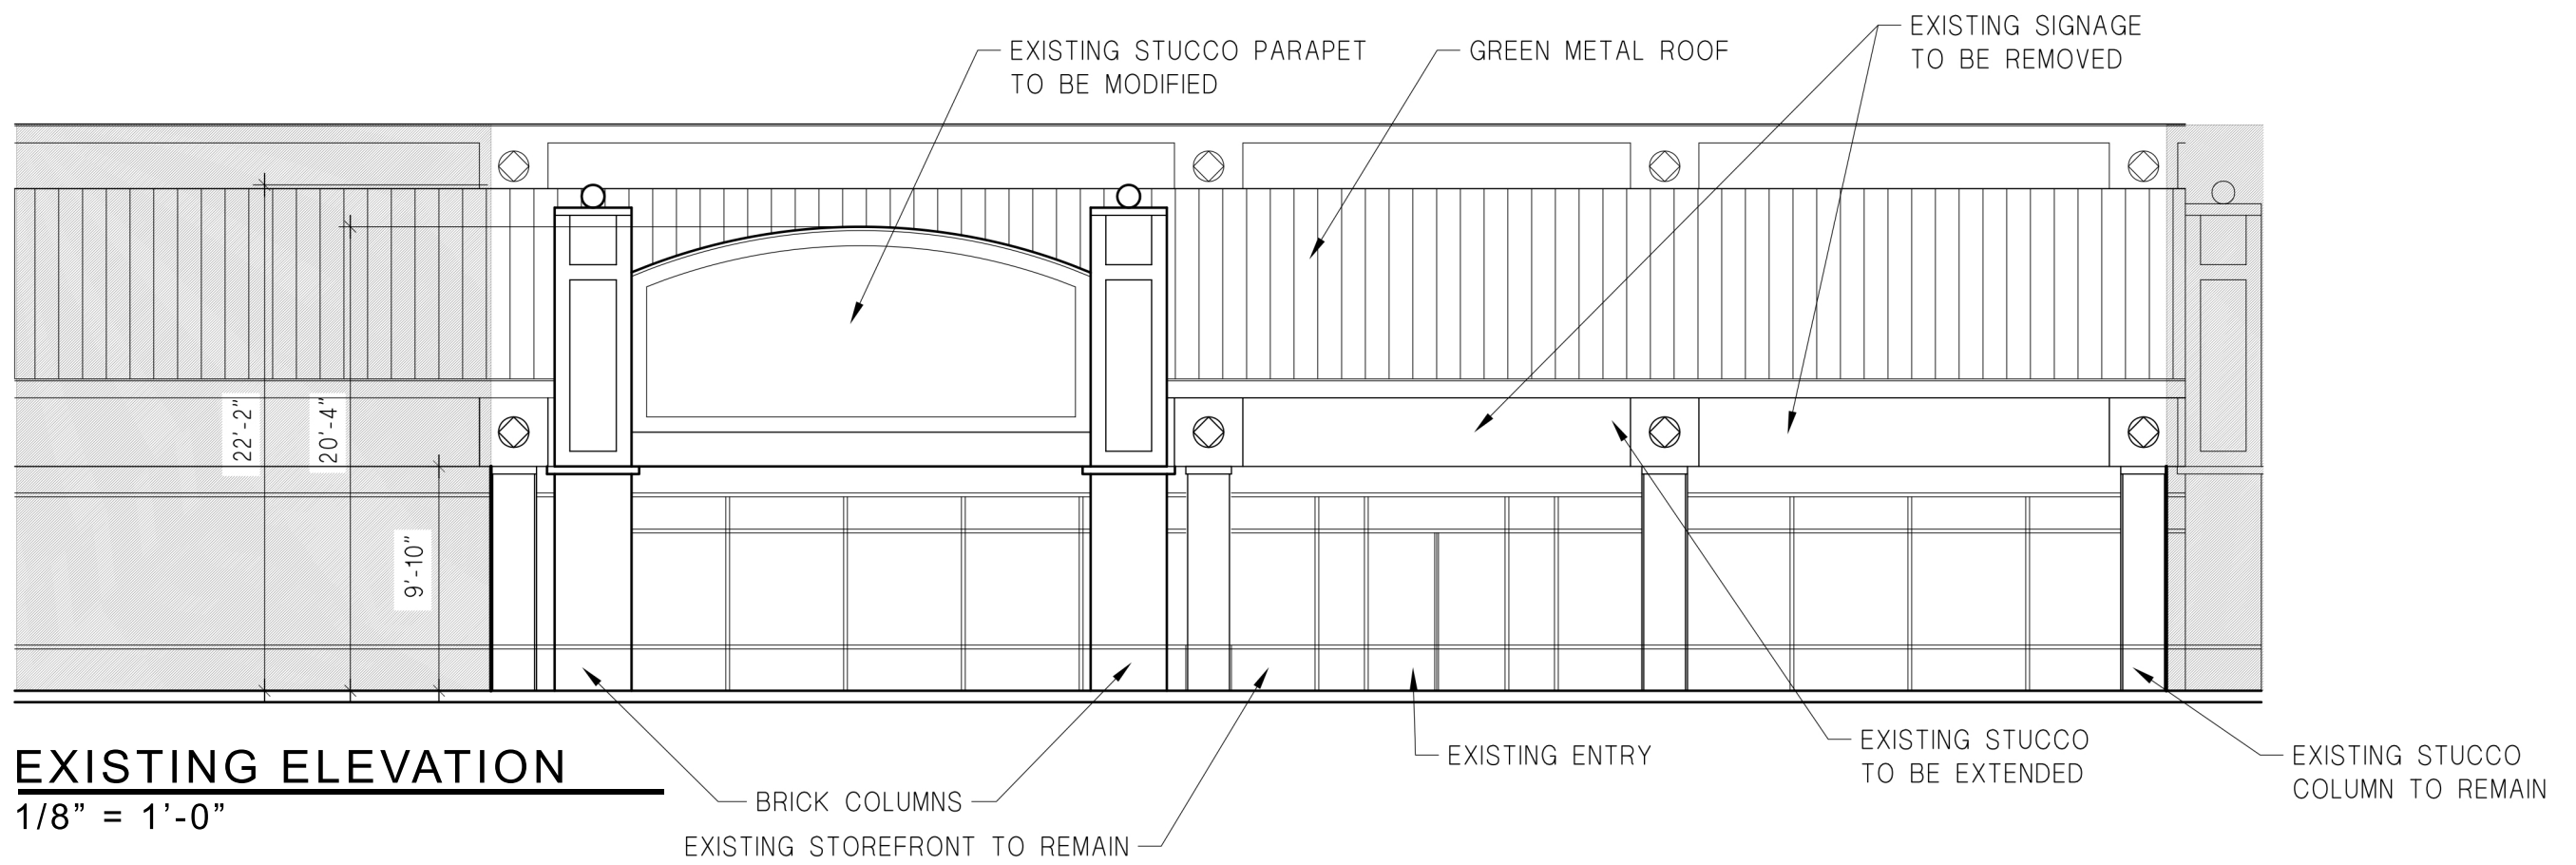 EXISTING SIGNAGE
TO BE REMOVED
EXISTING STUCCO PARAPET
TO BE MODIFIED
GREEN METAL ROOF
22'-2"
20'-4"
9'-10"
EXISTING ELEVATION
1/8” = 1’-0”
BRICK COLUMNS
EXISTING STOREFRONT TO REMAIN
EXISTING ENTRY
EXISTING STUCCO
TO BE EXTENDED
EXISTING STUCCO
COLUMN TO REMAIN